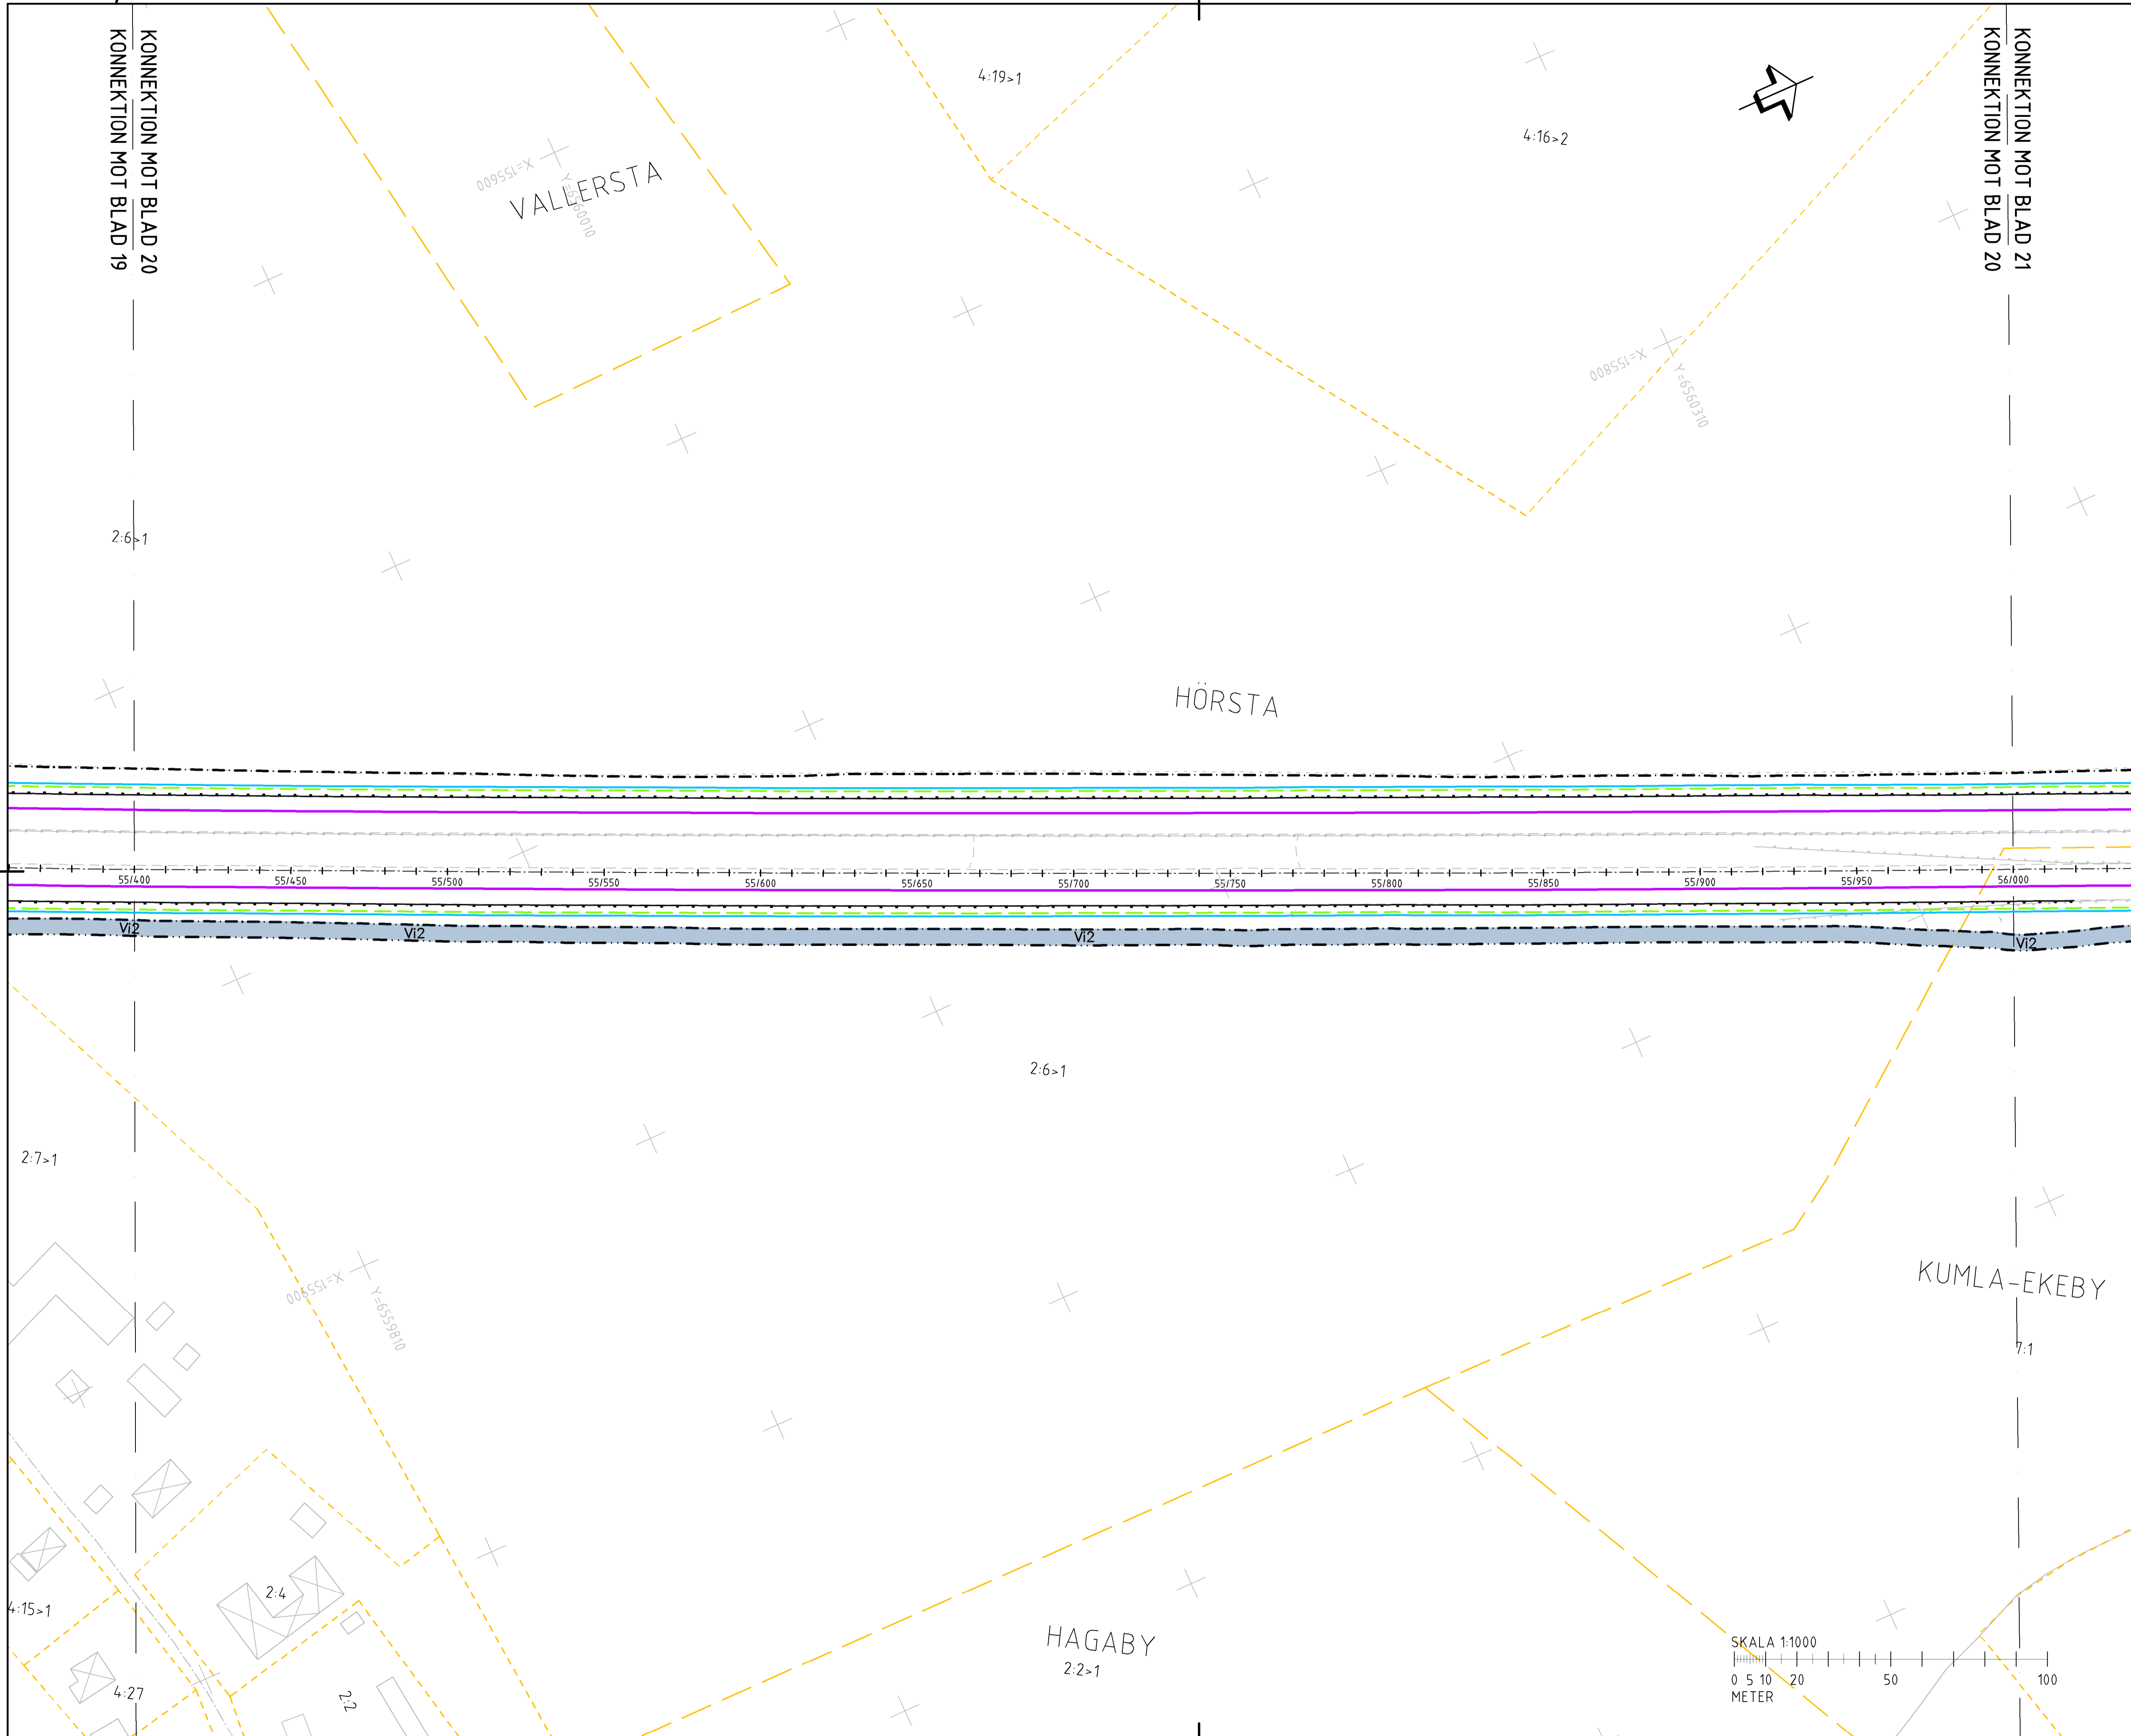 KONNEKTION MOT BLAD 20
KONNEKTION MOT BLAD 19
KONNEKTION MOT BLAD 21
KONNEKTION MOT BLAD 20
4:19>1
4:16>2
X=155600
Y=6560010
VALLERSTA
X=155800
Y=6560310
2:6>1
HÖRSTA
55/400
55/450
55/500
55/550
55/600
55/650
55/700
55/750
55/800
55/850
55/900
55/950
56/000
Vi2
Vi2
Vi2
Vi2
2:6>1
2:7>1
X=155900
Y=6559810
KUMLA-EKEBY
7:1
2:4
4:15>1
HAGABY
2:2>1
4:27
2:2
SKALA 1:1000
0 5 10 20 50 100
METER